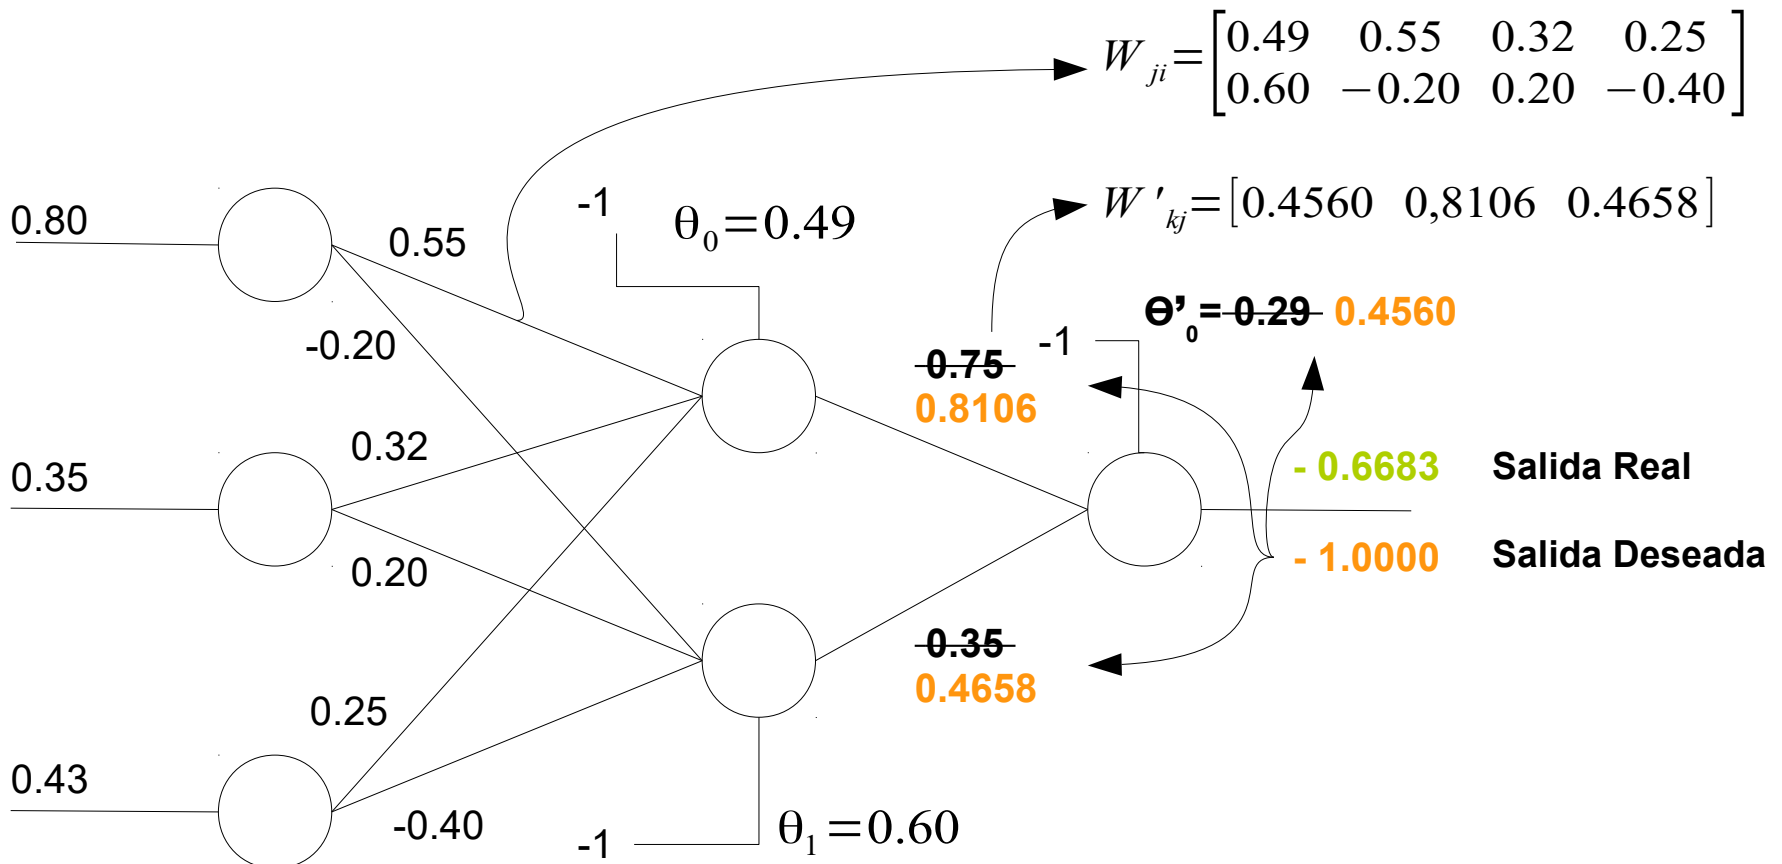 W ji = [0.49 0.55 0.32 0.25
0.60 −0.20 0.20 −0.40]
W ′ kj = [0.4560 0,8106 0.4658]
0.80
0.55
-1
θ0=0.49
-0.20
ϴ’0= 0.29 0.4560
-1
0.75
0.8106
0.35
0.32
- 0.6683 Salida Real
0.20
- 1.0000 Salida Deseada
0.35
0.4658
0.25
0.43
-0.40
-1
θ1=0.60